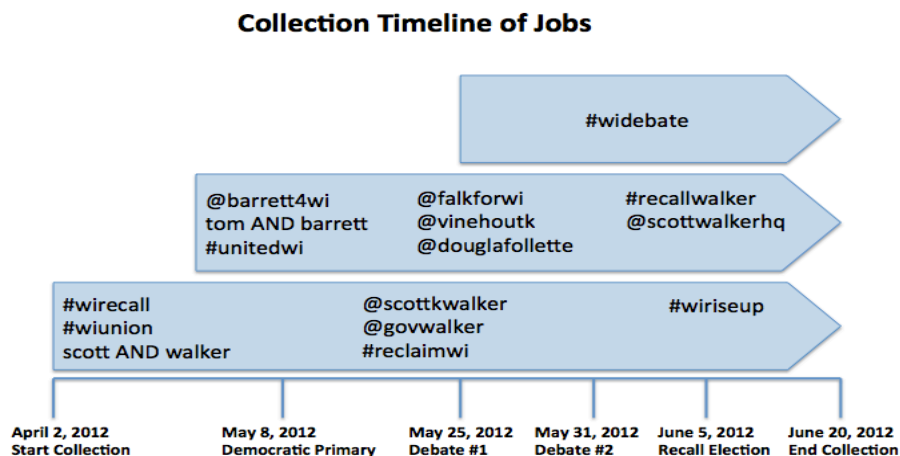 Collection Timeline of Jobs
#widebate
@barrett4wi
tom AND barrett
#unitedwi
@falkforwi
@vinehoutk
@douglafollette
#recallwalker
@scottwalkerhq
#wirecall
#wiunion
scott AND walker
@scottkwalker
@govwalker
#reclaimwi
#wiriseup
April 2, 2012
Start Collection
May 8, 2012
Democratic Primary
May 25, 2012
Debate #1
May 31, 2012
Debate #2
June 5, 2012
Recall Election
June 20, 2012
End Collection